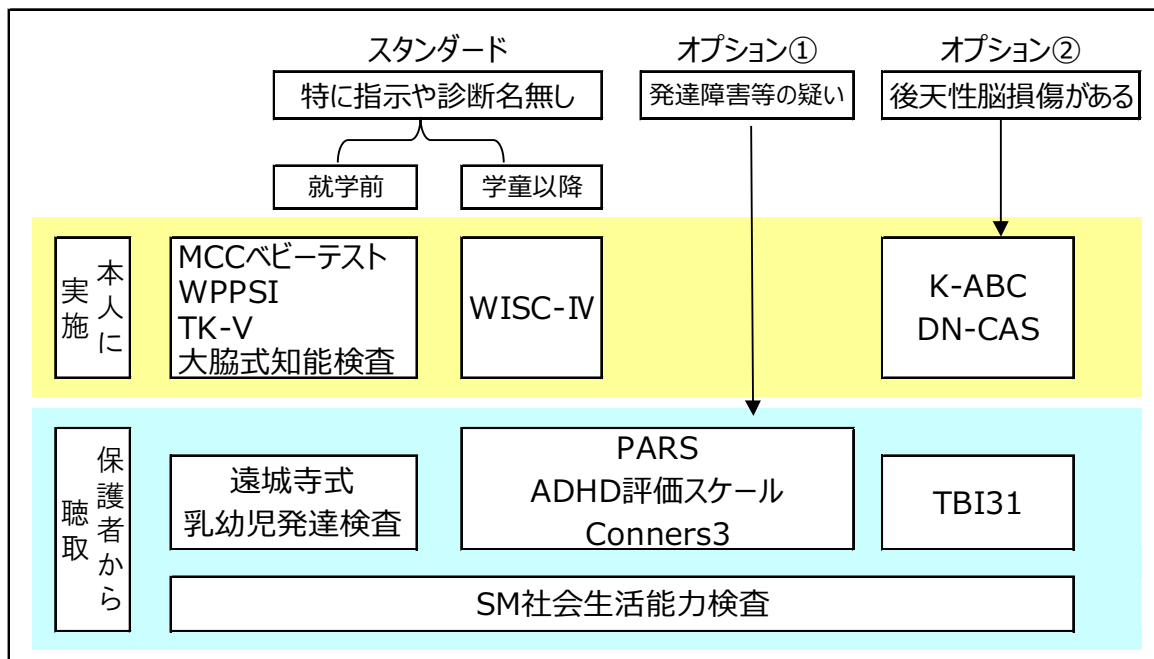 スタンダード
オプション①
オプション②
特に指示や診断名無し
発達障害等の疑い
後天性脳損傷がある
就学前
学童以降
本人に
実施
MCCベビーテスト
WPPSI
TK-V
大脇式知能検査
WISC-Ⅳ
K-ABC
DN-CAS
保護者から
聴取
遠城寺式
乳幼児発達検査
PARS
ADHD評価スケール
Conners3
TBI31
SM社会生活能力検査